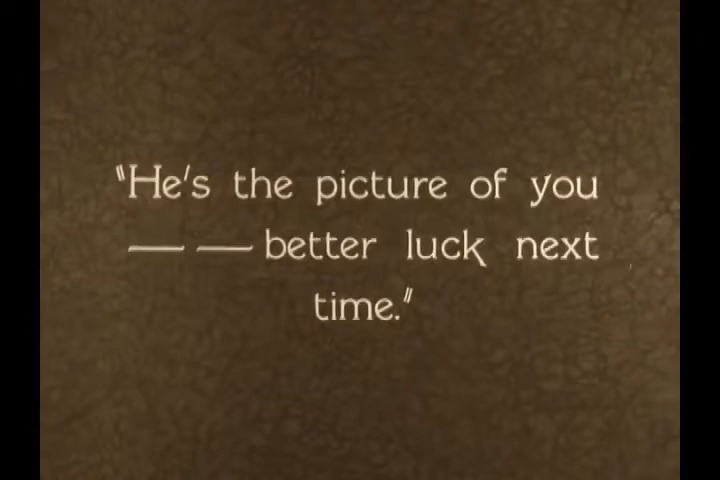 "He's the picture of you
— — better luck next
time."